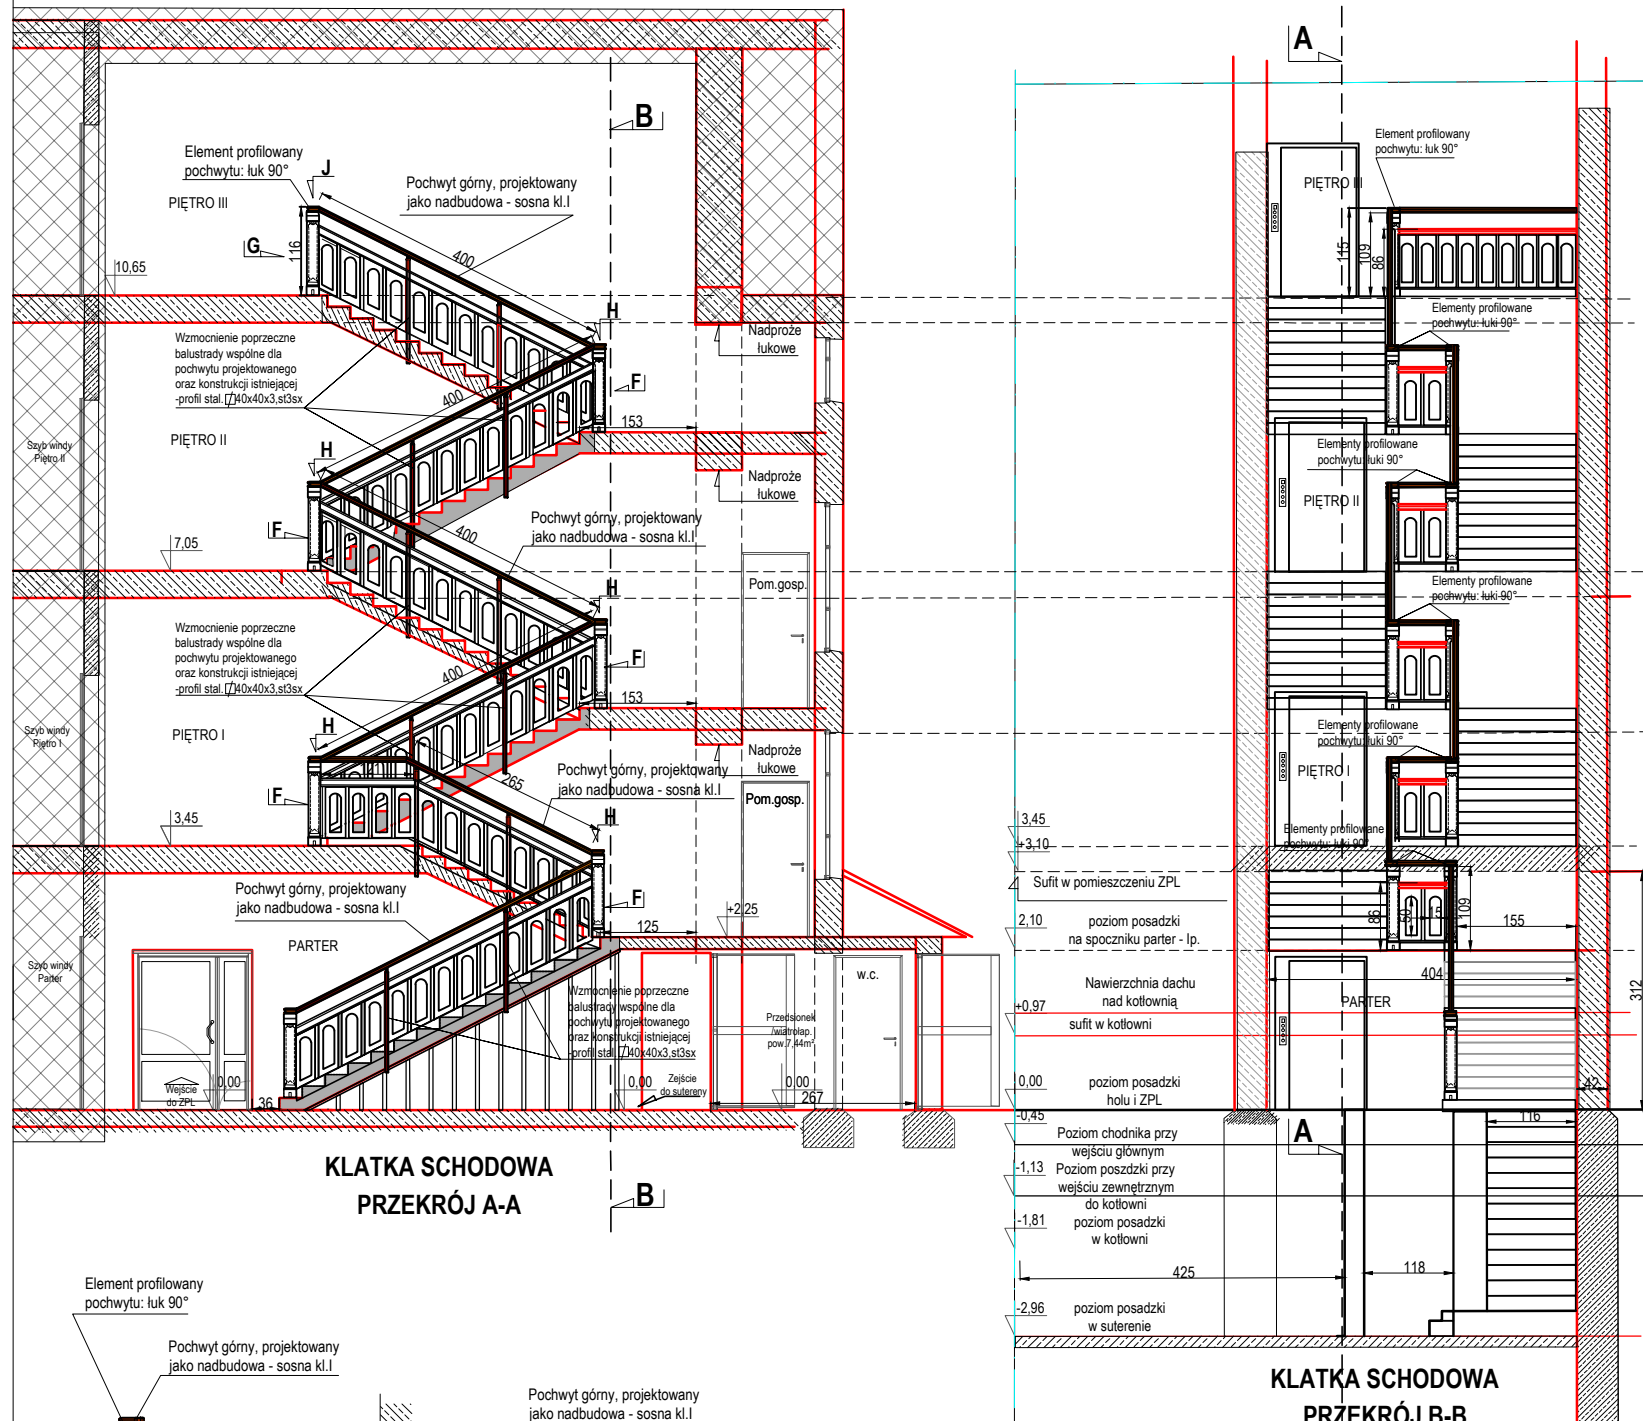 A
B
Element profilowany
pochwytu: łuk 90°
J
PIĘTRO III
Pochwyt górny, projektowany
jako nadbudowa - sosna kl.I
G
116
400
10,65
H
Nadproże
łukowe
Wzmocnienie poprzeczne
balustrady wspólne dla
pochwytu projektowanego
oraz konstrukcji istniejącej
-profil stal. 40x40x3,st3sx
F
400
153
PIĘTRO II
Szyb windy
Piętro II
H
Nadproże
łukowe
Pochwyt górny, projektowany
jako nadbudowa - sosna kl.I
F
400
7,05
Pom.gosp.
H
Wzmocnienie poprzeczne
balustrady wspólne dla
pochwytu projektowanego
oraz konstrukcji istniejącej
-profil stal. 40x40x3,st3sx
F
400
153
Szyb windy
Piętro I
PIĘTRO I
H
Nadproże
łukowe
Pochwyt górny, projektowany
jako nadbudowa - sosna kl.I
265
F
Pom.gosp.
3,45
H
Pochwyt górny, projektowany
jako nadbudowa - sosna kl.I
F
125
+2,25
PARTER
Szyb windy
Parter
w.c.
Wzmocnienie poprzeczne
balustrady wspólne dla
pochwytu projektowanego
oraz konstrukcji istniejącej
-profil stal. 40x40x3,st3sx
Przedsionek
/wiatrołap.
pow.7,44m²
Wejście
do ZPL
0,00
36
0,00
Zejście
do sutereny
0,00
267
KLATKA SCHODOWA
PRZEKRÓJ A-A
B
Element profilowany
pochwytu: łuk 90°
Pochwyt górny, projektowany
jako nadbudowa - sosna kl.I
Pochwyt górny, projektowany
jako nadbudowa - sosna kl.I
Element profilowany
pochwytu: łuk 90°
PIĘTRO III
115
109
86
Elementy profilowane
pochwytu: łuki 90°
Elementy profilowane
pochwytu: łuki 90°
PIĘTRO II
Elementy profilowane
pochwytu: łuki 90°
Elementy profilowane
pochwytu: łuki 90°
PIĘTRO I
3,45
+3,10
Elementy profilowane
pochwytu: łuki 90°
Sufit w pomieszczeniu ZPL
86
50
15
109
155
2,10
poziom posadzki
na spoczniku parter - Ip.
404
312
Nawierzchnia dachu
nad kotłownią
PARTER
+0,97
sufit w kotłowni
0,00
poziom posadzki
holu i ZPL
42
-0,45
A
116
Poziom chodnika przy
wejściu głównym
-1,13
Poziom poszdzki przy
wejściu zewnętrznym
do kotłowni
-1,81
poziom posadzki
w kotłowni
425
118
-2,96
poziom posadzki
w suterenie
KLATKA SCHODOWA
PRZEKRÓJ B-B